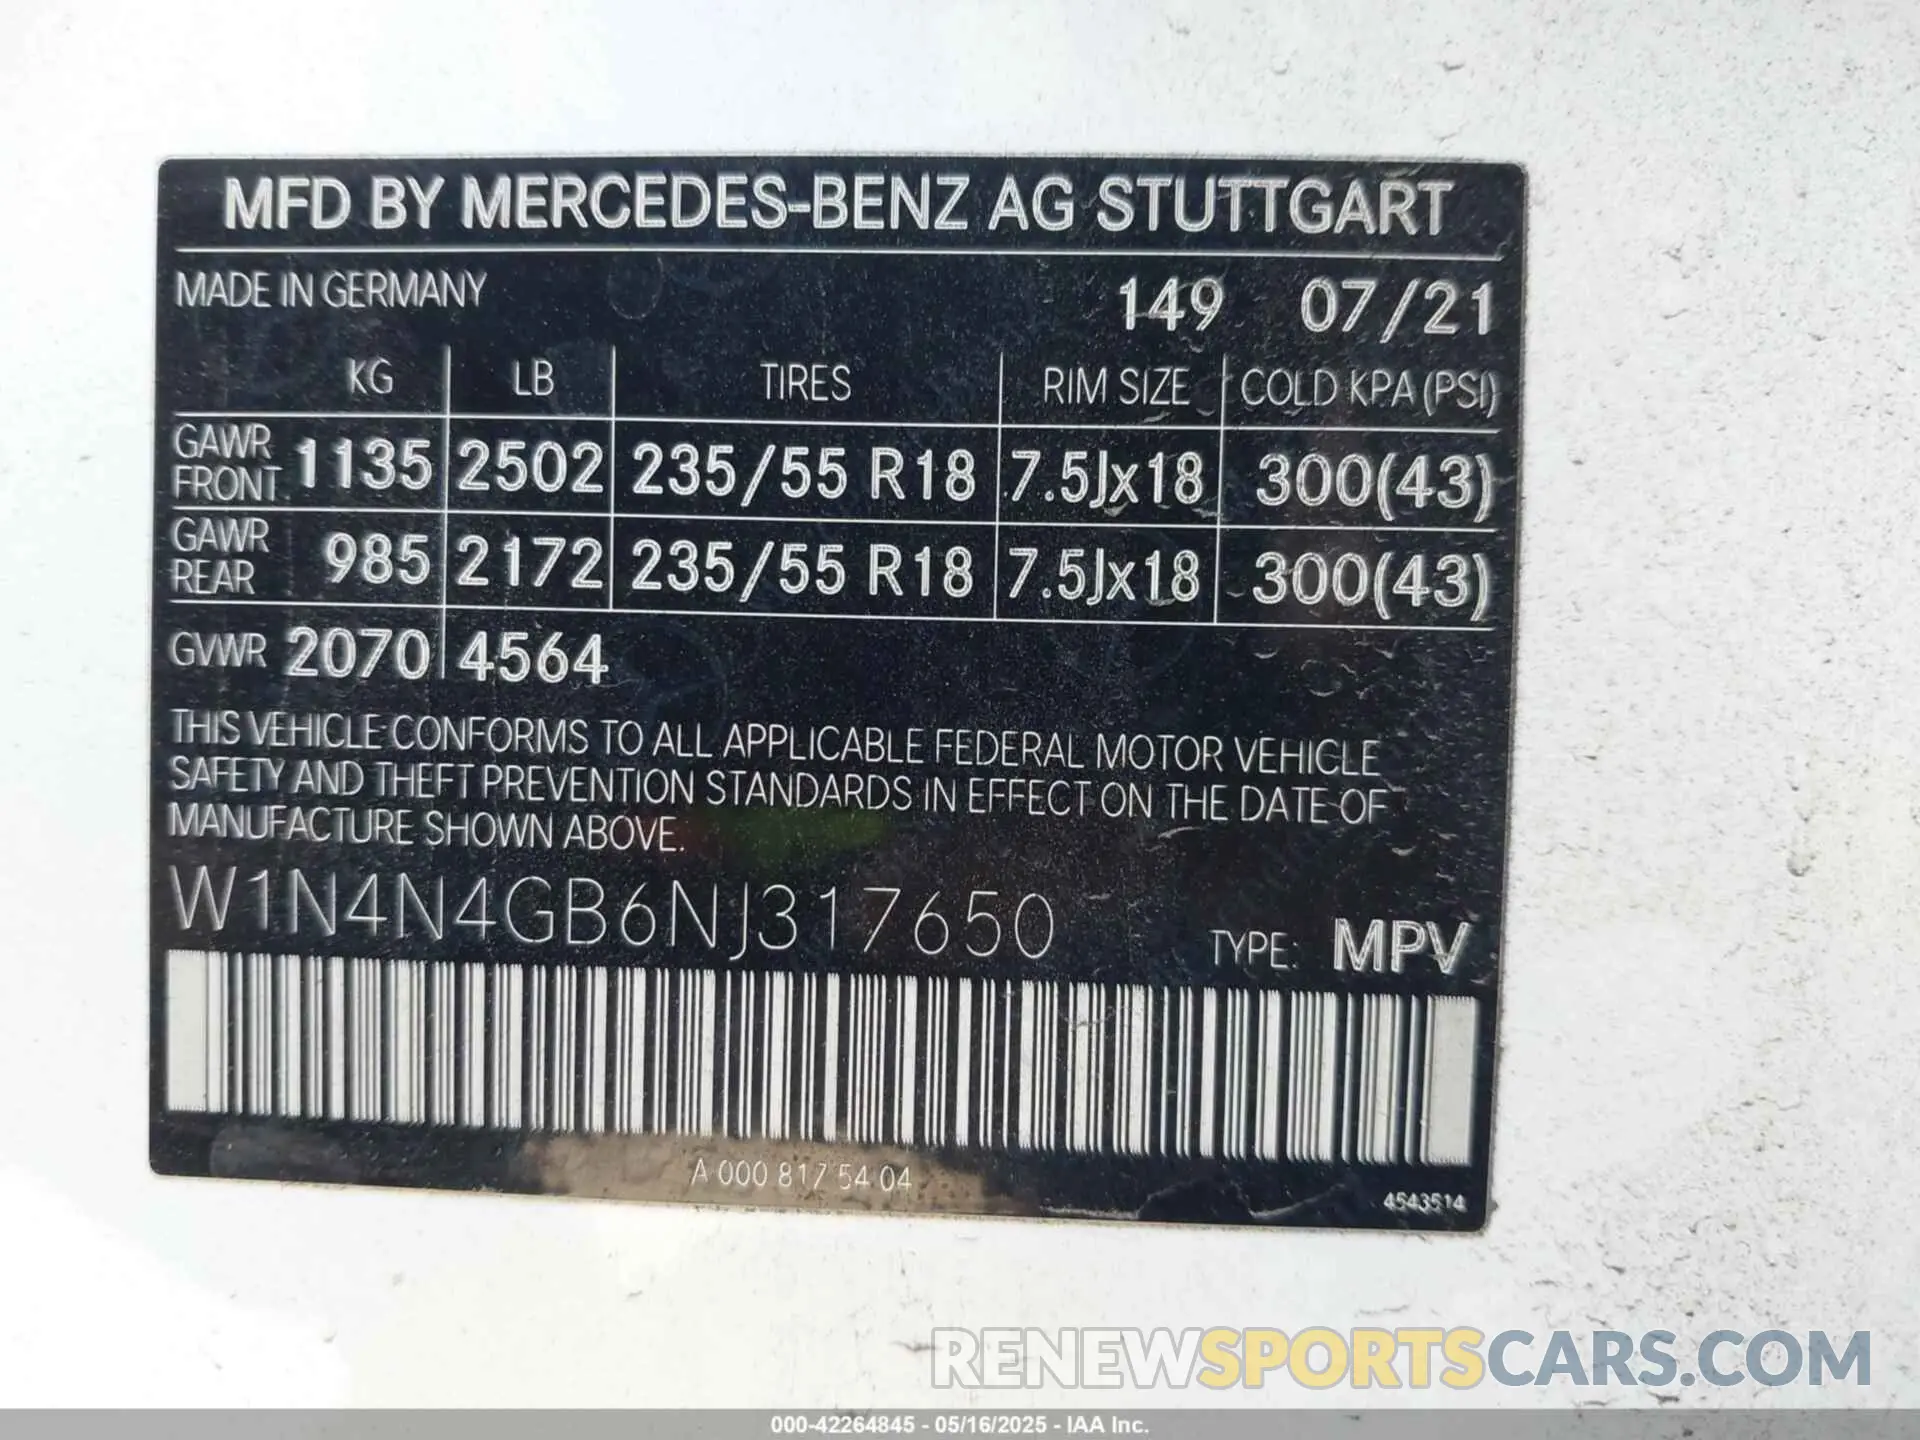 MFD BY MERCEDES-BENZ AG STUTTGART
MADE IN GERMANY 149 07/21
KG LB TIRES RIM SIZE COLD KPA (PSI)
GAWR FRONT 1135 2502 235/55 R18 7.5Jx18 300(43)
GAWR REAR 985 2172 235/55 R18 7.5Jx18 300(43)
GVWR 2070 4564
THIS VEHICLE CONFORMS TO ALL APPLICABLE FEDERAL MOTOR VEHICLE
SAFETY AND THEFT PREVENTION STANDARDS IN EFFECT ON THE DATE OF
MANUFACTURE SHOWN ABOVE.
W1N4N4GB6NJ317650 TYPE: MPV
A 000 817 54 04
4543514
RENEWSPORTSCARS.COM
000-42264845 - 05/16/2025 - IAA Inc.